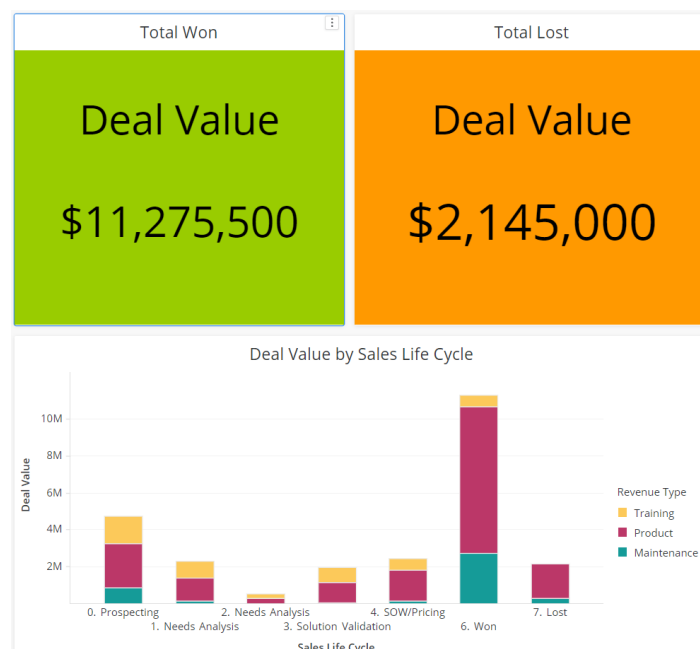 Total Won
Deal Value
$11,275,500
Total Lost
Deal Value
$2,145,000
Deal Value by Sales Life Cycle
Deal Value
10M
8M
6M
4M
2M
0. Prospecting
1. Needs Analysis
2. Needs Analysis
3. Solution Validation
4. SOW/Pricing
6. Won
7. Lost
Sales Life Cycle
Revenue Type
Training
Product
Maintenance